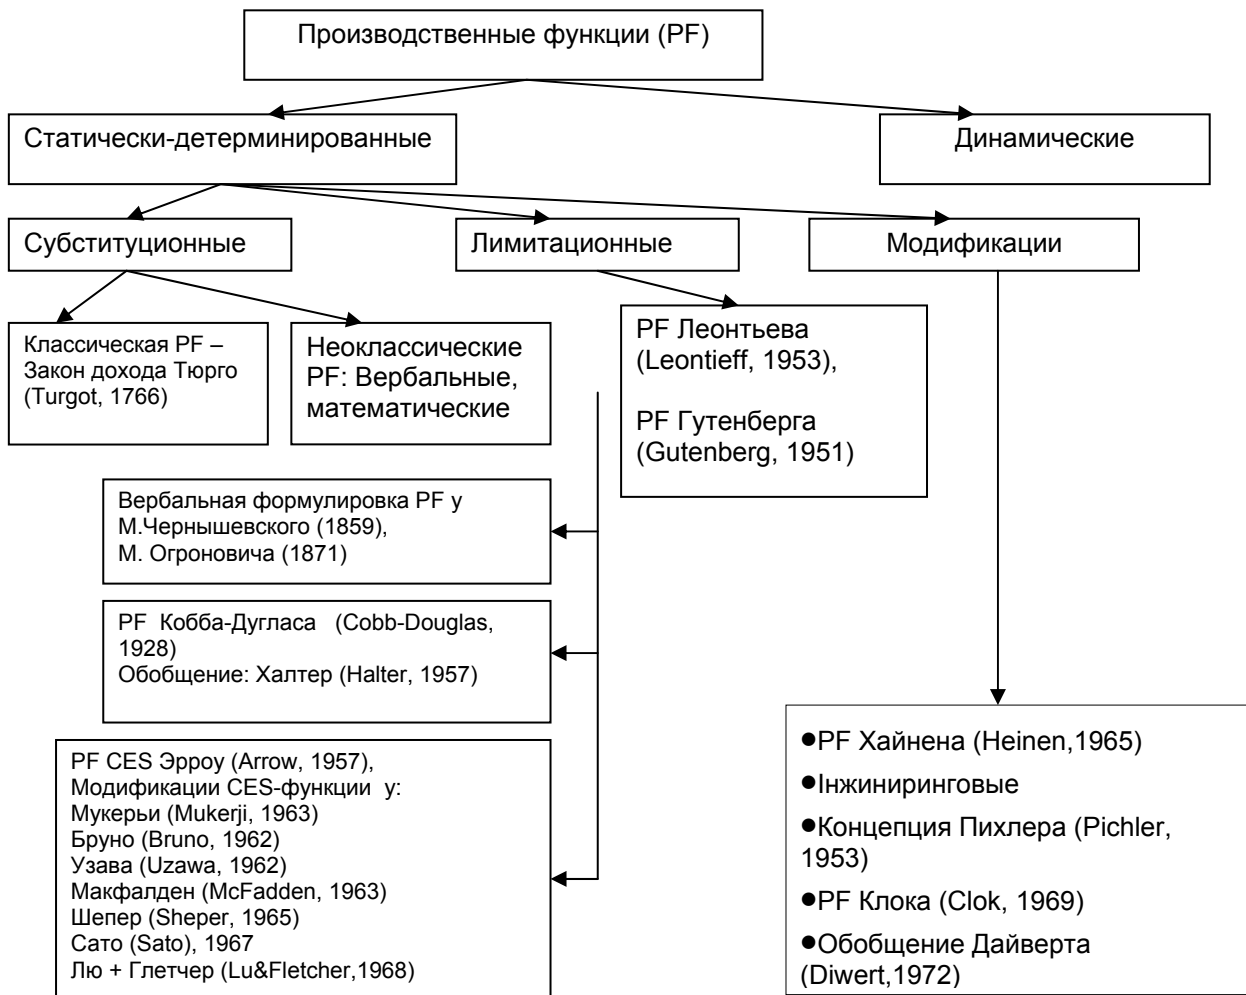 Производственные функции (PF)
Статически-детерминированные
Динамические
Субституционные
Лимитационные
Модификации
Классическая PF –
Закон дохода Тюрго
(Turgot, 1766)
Неоклассические
PF: Вербальные,
математические
PF Леонтьева
(Leontieff, 1953),
PF Гутенберга
(Gutenberg, 1951)
Вербальная формулировка PF у
М.Чернышевского (1859),
М. Огроновича (1871)
PF Кобба-Дугласа (Cobb-Douglas,
1928)
Обобщение: Халтер (Halter, 1957)
PF CES Эрроу (Arrow, 1957),
Модификации CES-функции у:
Мукерьи (Mukerji, 1963)
Бруно (Bruno, 1962)
Узава (Uzawa, 1962)
Макфалден (McFadden, 1963)
Шепер (Sheper, 1965)
Сато (Sato), 1967
Лю + Глетчер (Lu&Fletcher,1968)
●PF Хайнена (Heinen,1965)
●Інжиниринговые
●Концепция Пихлера (Pichler,
1953)
●PF Клока (Clok, 1969)
●Обобщение Дайверта
(Diwert,1972)